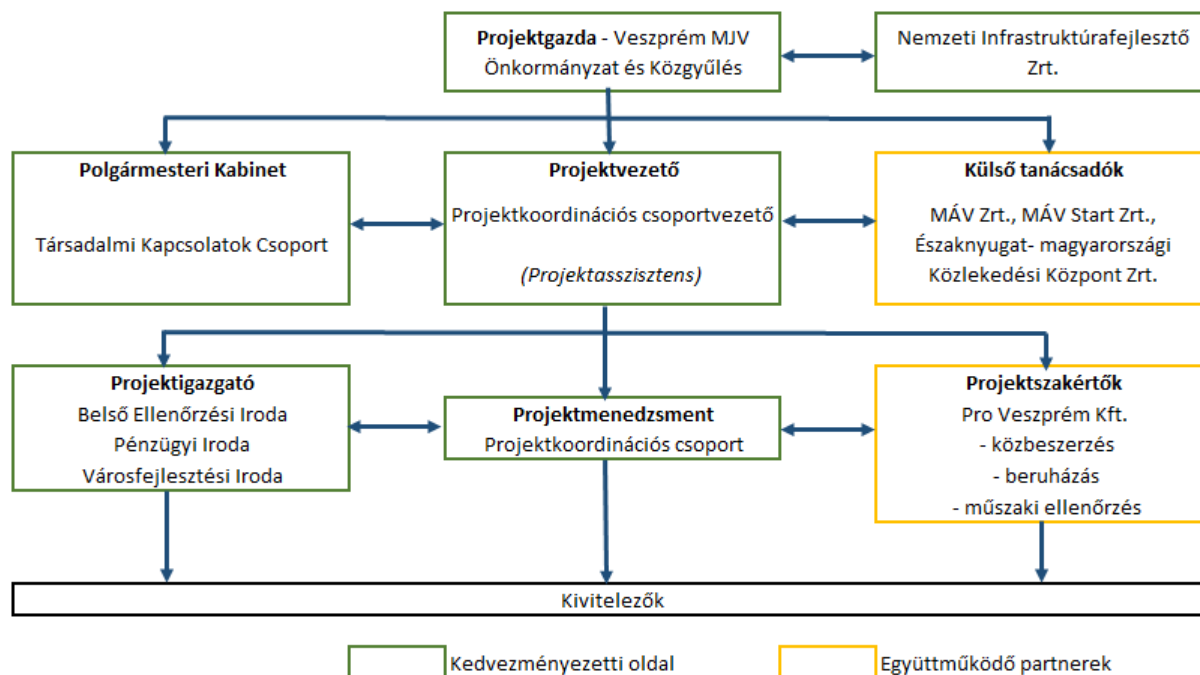 Projektgazda - Veszprém MJV
Önkormányzat és Közgyűlés
Nemzeti Infrastruktúrafejlesztő
Zrt.
Polgármesteri Kabinet
Társadalmi Kapcsolatok Csoport
Projektvezető
Projektkoordinációs csoportvezető
(Projektasszisztens)
Külső tanácsadók
MÁV Zrt., MÁV Start Zrt.,
Északnyugat- magyarországi
Közlekedési Központ Zrt.
Projektigazgató
Belső Ellenőrzési Iroda
Pénzügyi Iroda
Városfejlesztési Iroda
Projektmenedzsment
Projektkoordinációs csoport
Projektszakértők
Pro Veszprém Kft.
- közbeszerzés
- beruházás
- műszaki ellenőrzés
Kivitelezők
Kedvezményezetti oldal
Együttműködő partnerek